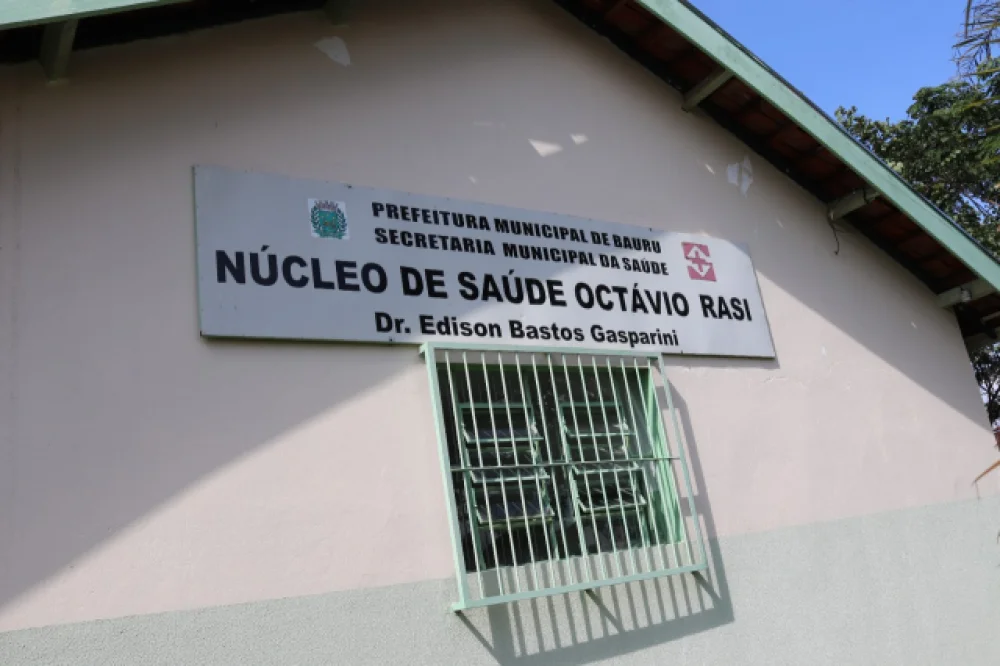 PREFEITURA MUNICIPAL DE BAURU
SECRETARIA MUNICIPAL DA SAÚDE
NÚCLEO DE SAÚDE OCTÁVIO RASI
Dr. Edison Bastos Gasparini